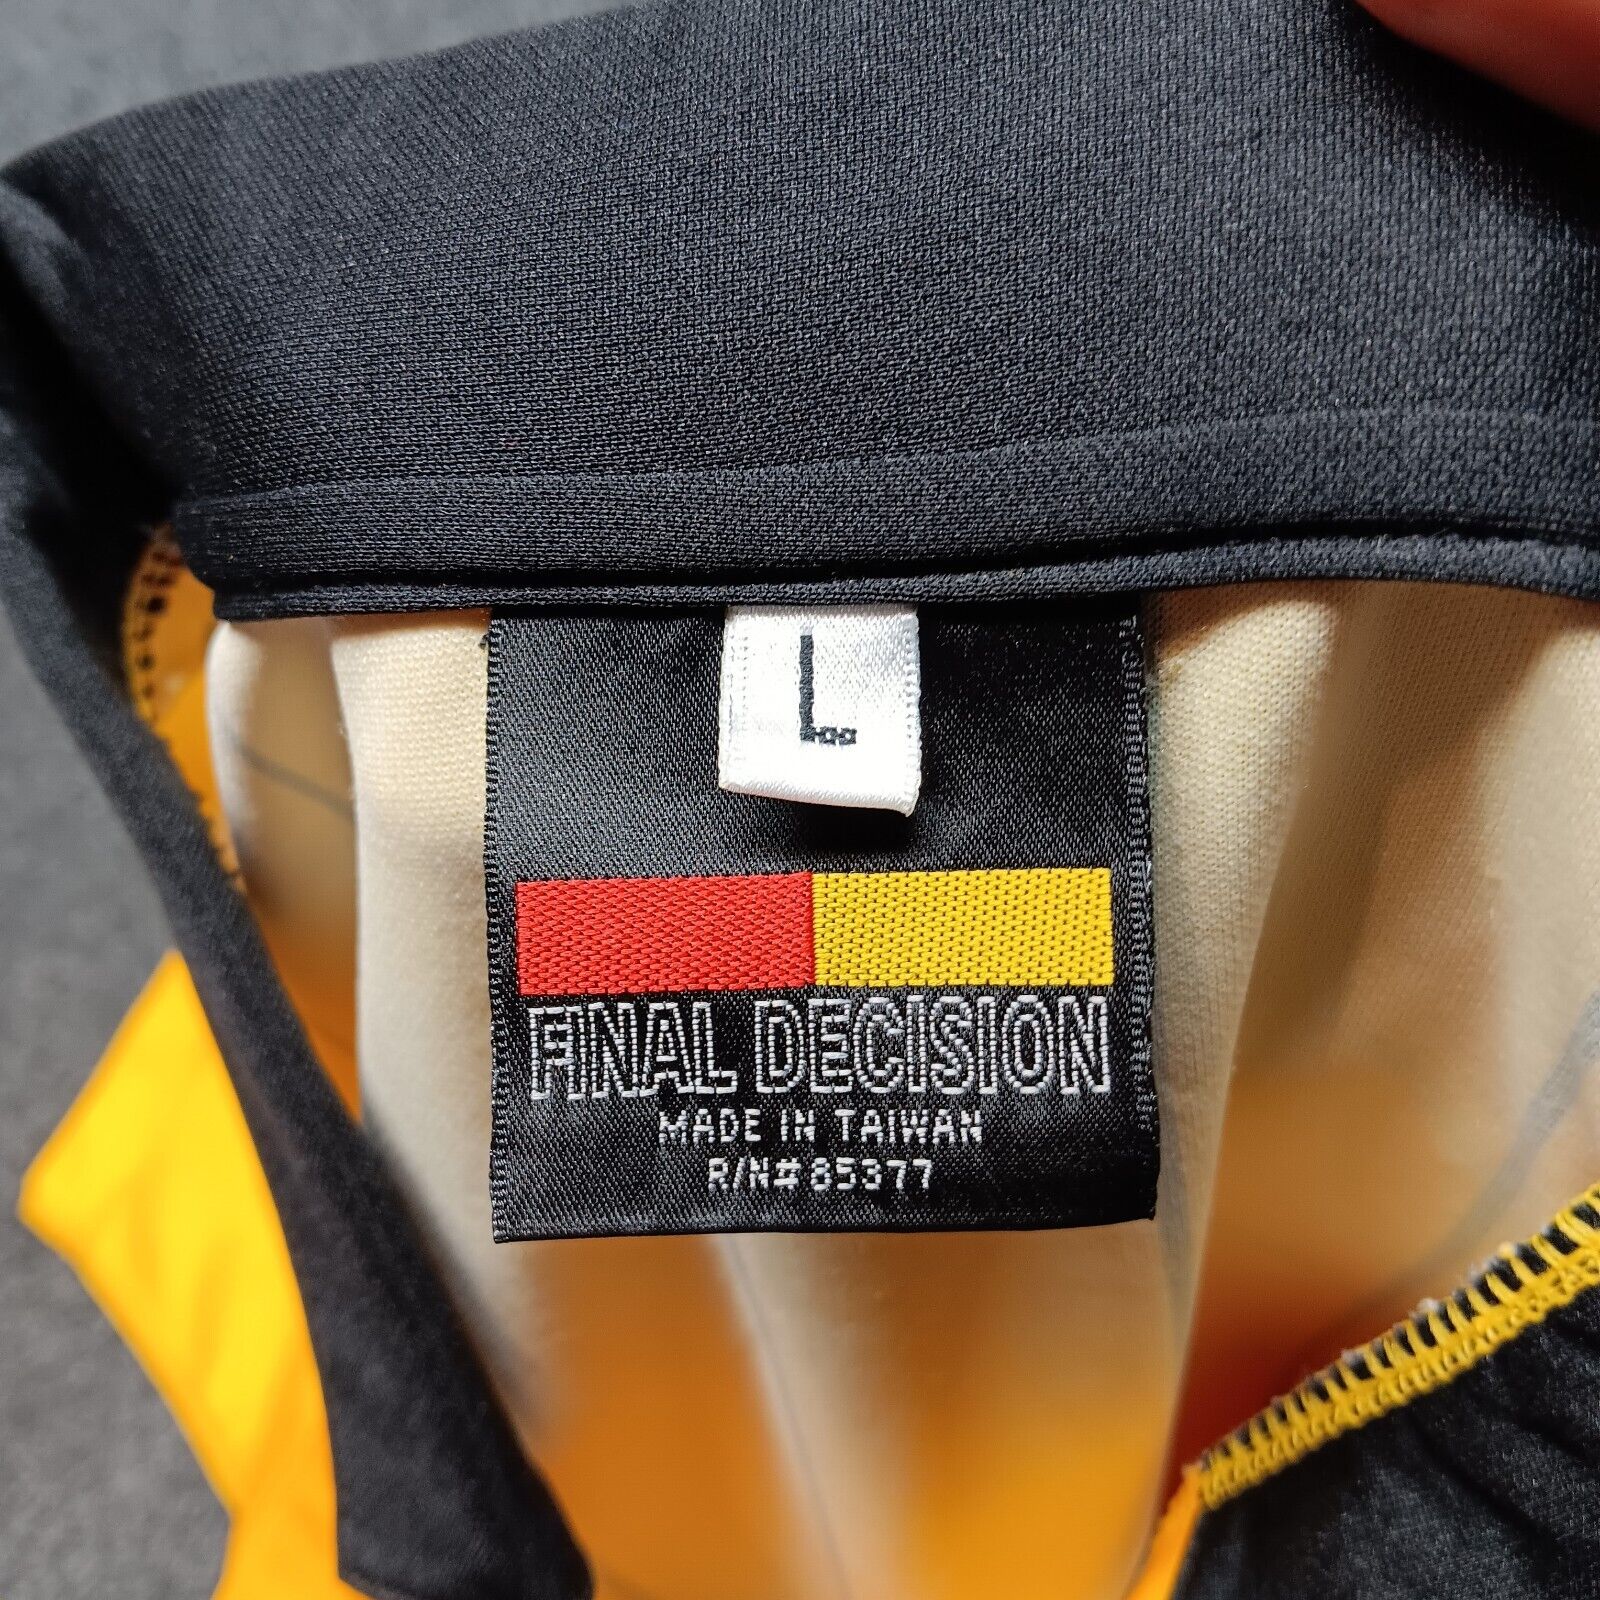 L
FINAL DECISION
MADE IN TAIWAN
R/N#85377